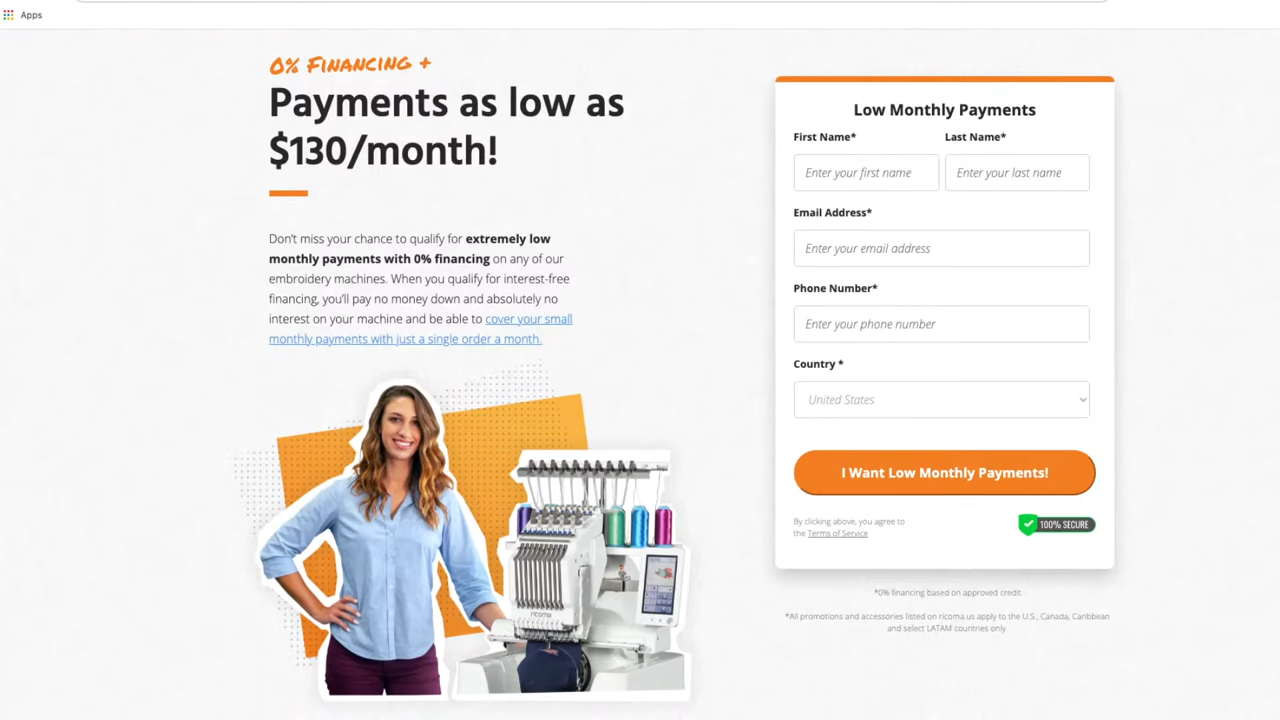 Apps
0% FINANCING +
Payments as low as
$130/month!
Don't miss your chance to qualify for extremely low
monthly payments with 0% financing on any of our
embroidery machines. When you qualify for interest-free
financing, you'll pay no money down and absolutely no
interest on your machine and be able to cover your small
monthly payments with just a single order a month.
ricoma
Low Monthly Payments
First Name* Last Name*
Enter your first name Enter your last name
Email Address*
Enter your email address
Phone Number*
Enter your phone number
Country *
United States
I Want Low Monthly Payments!
By clicking above, you agree to
the Terms of Service
100% SECURE
*0% financing based on approved credit
*All promotions and accessories listed on ricoma.us apply to the U.S., Canada, Caribbean
and select LATAM countries only.